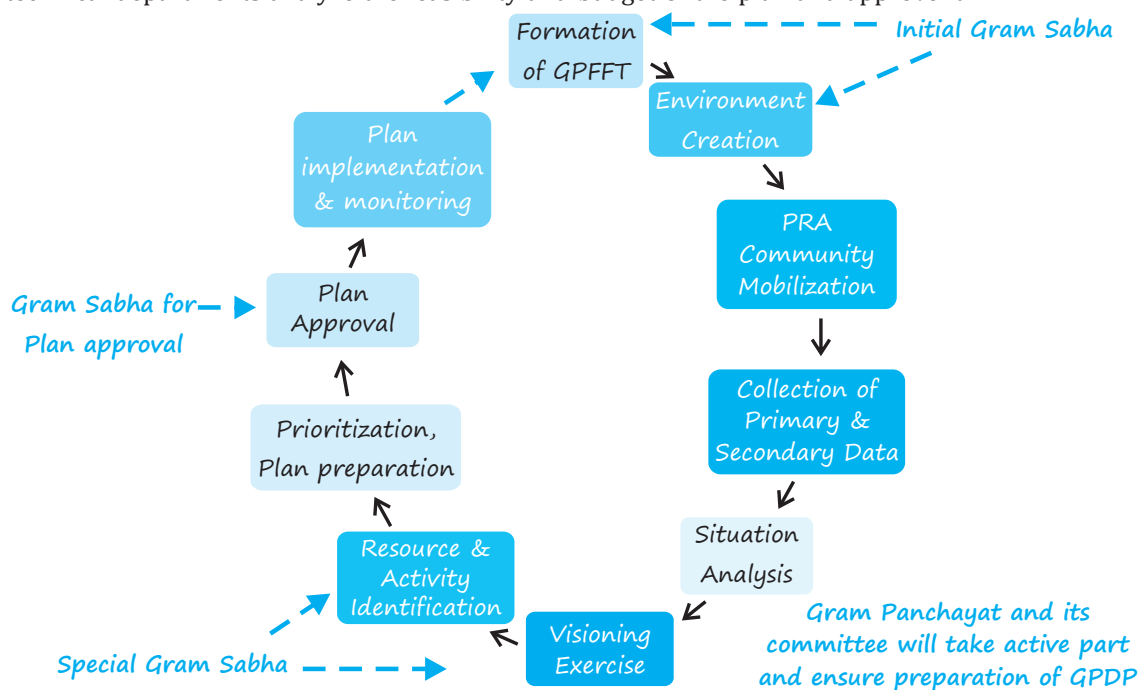 Formation
of GPFFT
Initial Gram Sabha
Environment
Creation
Plan
implementation
& monitoring
PRA
Community
Mobilization
Gram Sabha for
Plan approval
Plan
Approval
Collection of
Primary &
Secondary Data
Prioritization,
Plan preparation
Situation
Analysis
Resource &
Activity
Identification
Visioning
Exercise
Special Gram Sabha
Gram Panchayat and its
committee will take active part
and ensure preparation of GPDP